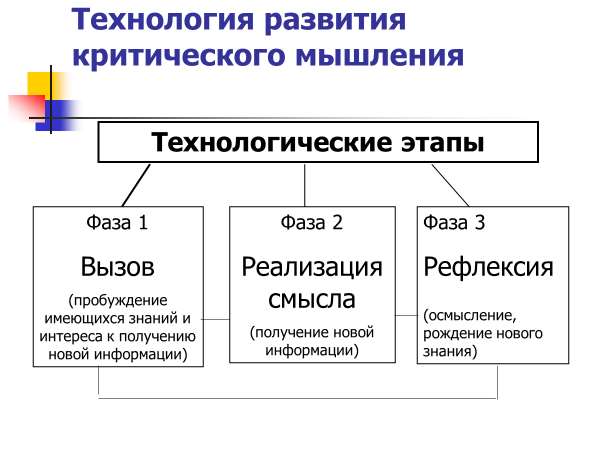 Технология развития
критического мышления
Технологические этапы
Фаза 1
Вызов
(пробуждение
имеющихся знаний и
интереса к получению
новой информации)
Фаза 2
Реализация
смысла
(получение новой
информации)
Фаза 3
Рефлексия
(осмысление,
рождение нового
знания)